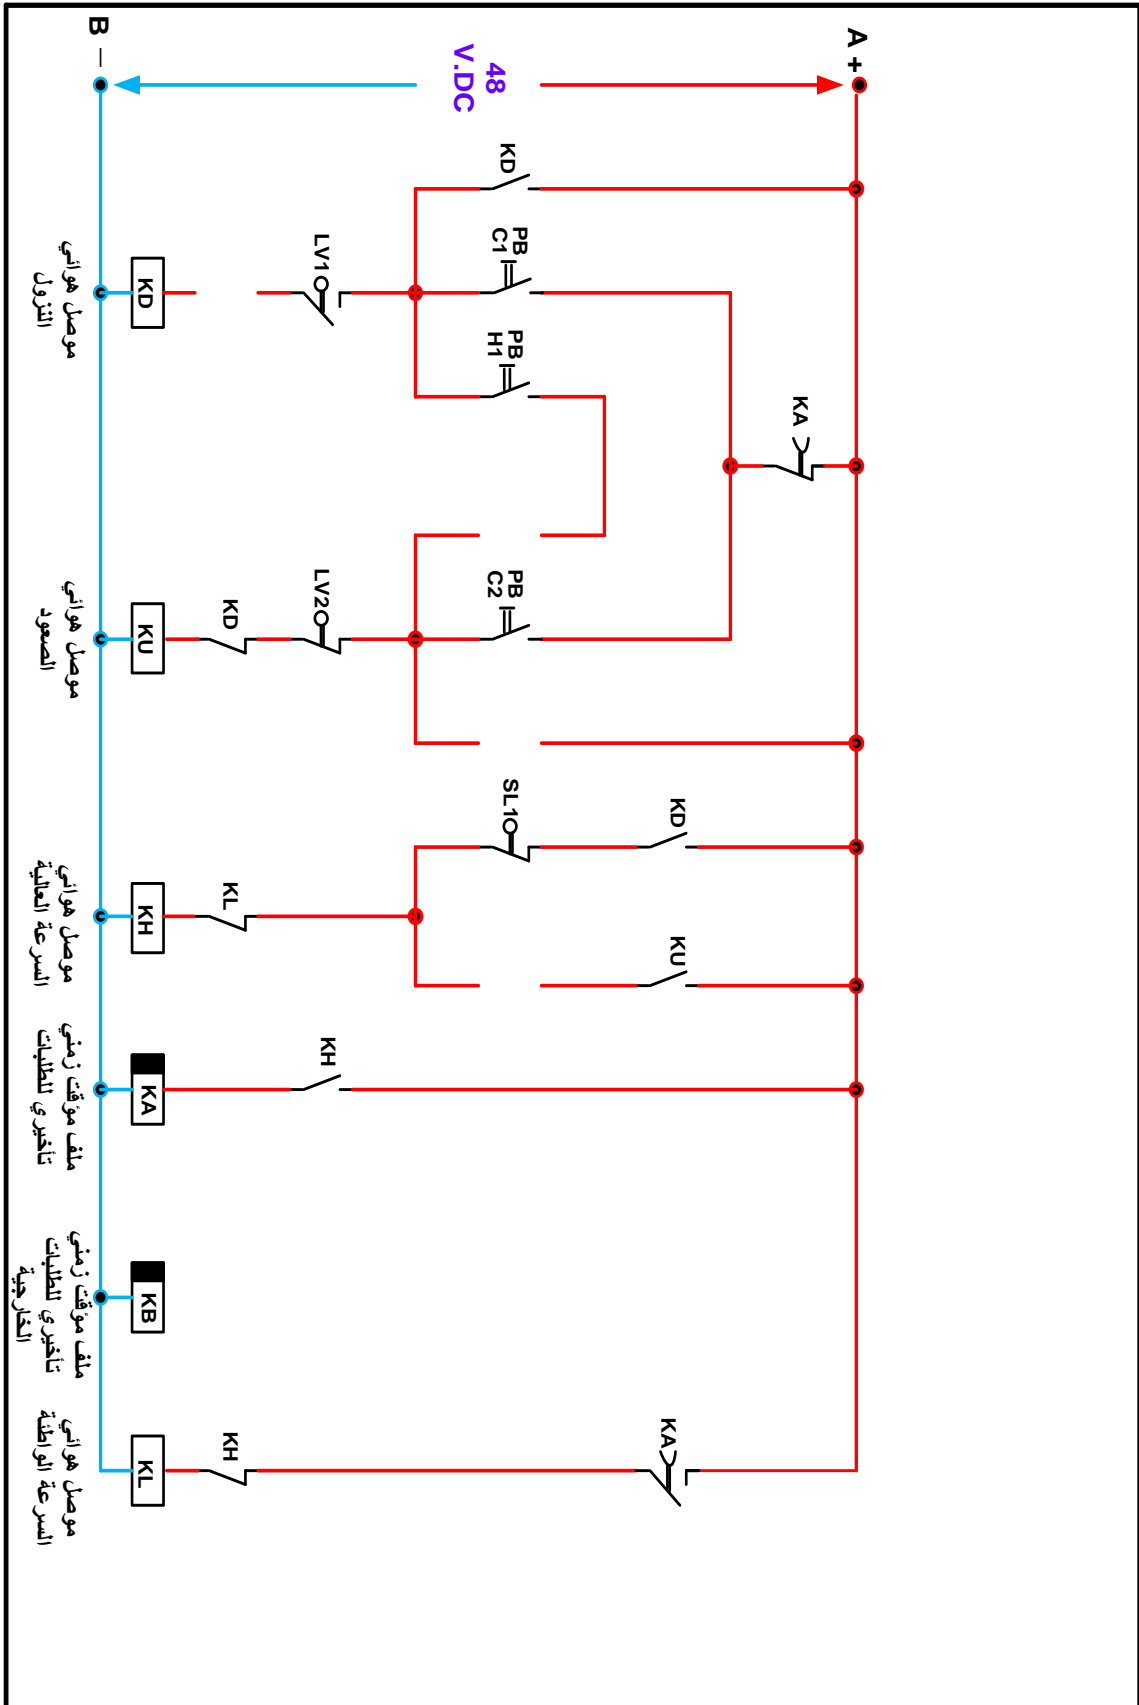 A +
B –
48
V.DC
KD
PB
C1
PB
H1
KA
LV1
KD
موصل هوائي
النزول
PB
C2
LV2
KD
KU
موصل هوائي
الصعود
KD
SL1
KU
KL
KH
موصل هوائي
السرعة العالية
KH
KA
ملف مؤقت زمني
تأخيري للطلبات
KB
ملف مؤقت زمني
تأخيري للطلبات
الخارجية
KA
KH
KL
موصل هوائي
السرعة الواطئة